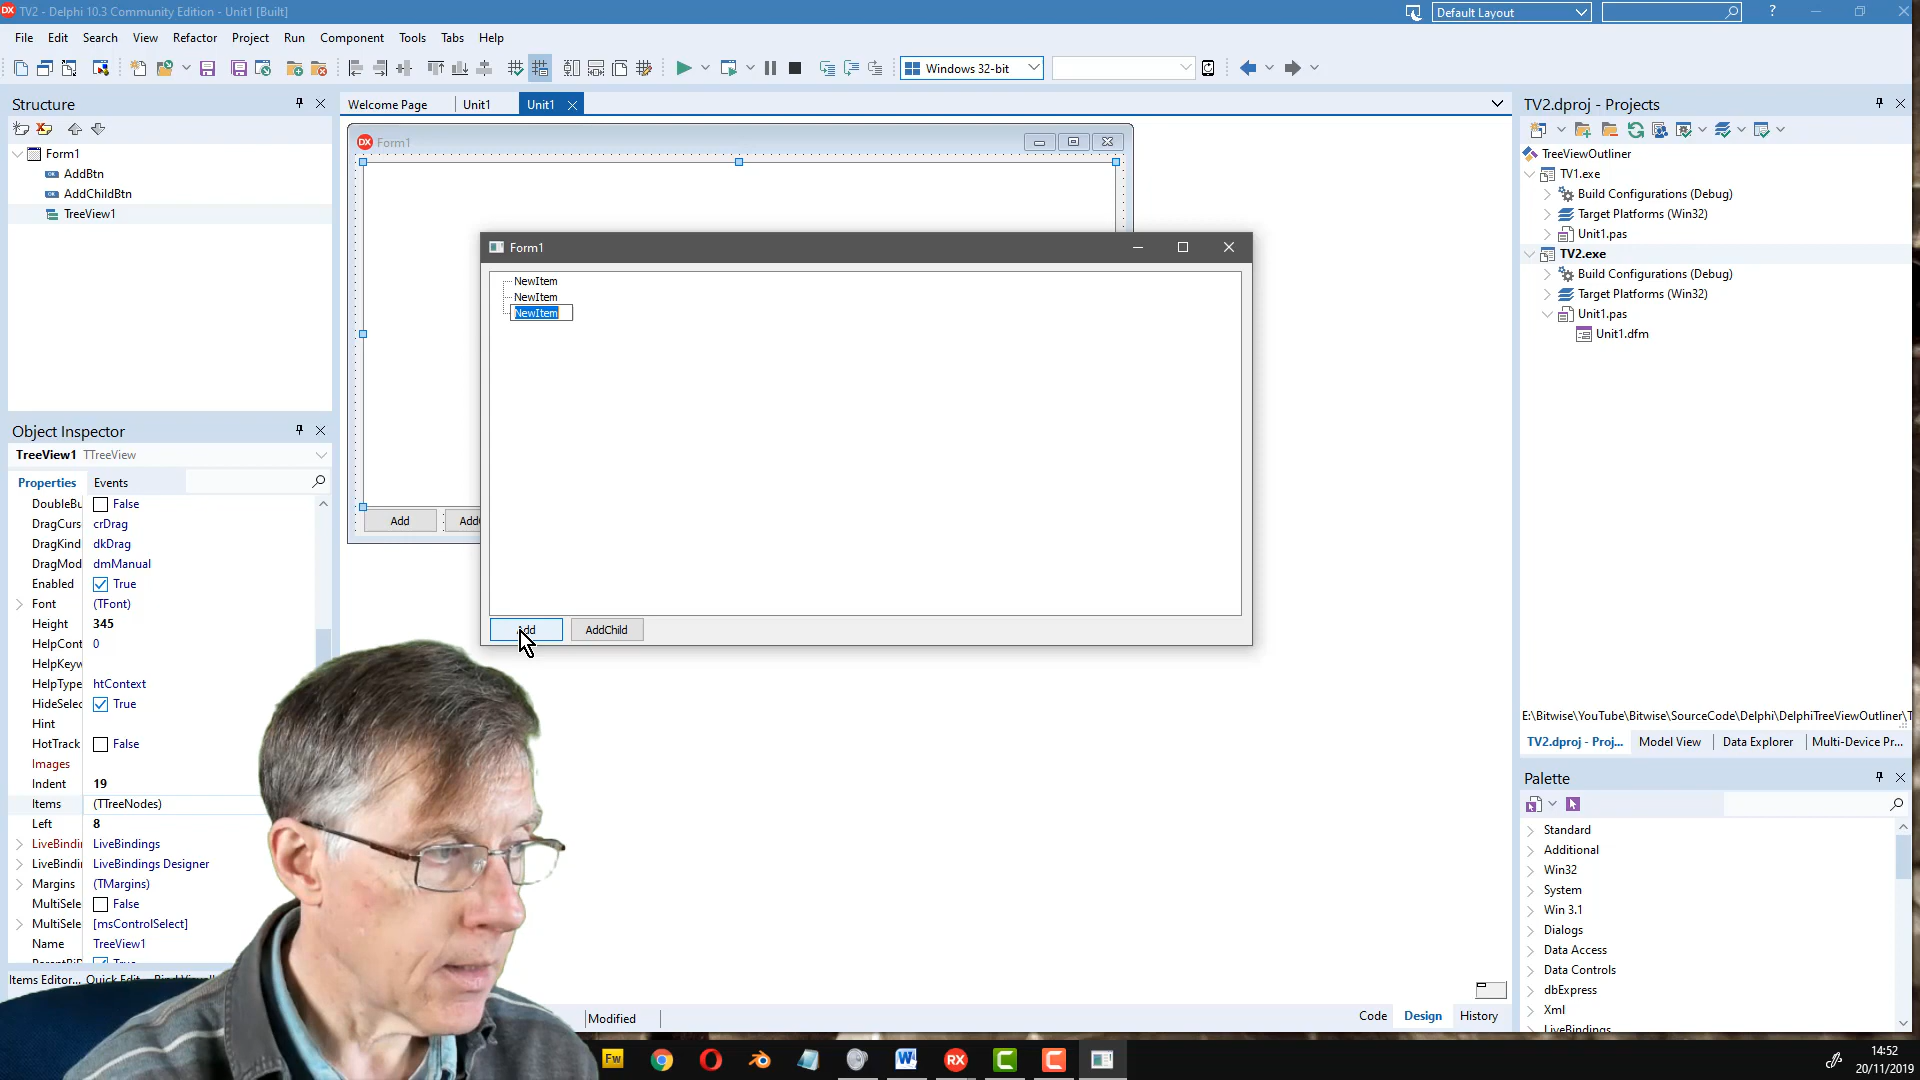 TV2 - Delphi 10.3 Community Edition - Unit1 [Built]
Default Layout
?
File Edit Search View Refactor Project Run Component Tools Tabs Help
Windows 32-bit
Structure
Form1
AddBtn
AddChildBtn
TreeView1
Object Inspector
TreeView1 TTreeView
Properties Events
DoubleBu False
DragCurs crDrag
DragKind dkDrag
DragMod dmManual
Enabled True
Font (TFont)
Height 345
HelpCont 0
HelpKeyw
HelpType htContext
HideSelec True
Hint
HotTrack False
Images
Indent 19
Items (TTreeNodes)
Left 8
LiveBindi LiveBindings
LiveBindi LiveBindings Designer
Margins (TMargins)
MultiSele False
MultiSele [msControlSelect]
Name TreeView1
Items Editor... Quick Edit...
Welcome Page Unit1 Unit1
DX Form1
Add
Form1
NewItem
NewItem
NewItem
Add AddChild
Modified
Code Design History
TV2.dproj - Projects
TreeViewOutliner
TV1.exe
Build Configurations (Debug)
Target Platforms (Win32)
Unit1.pas
TV2.exe
Build Configurations (Debug)
Target Platforms (Win32)
Unit1.pas
Unit1.dfm
E:\Bitwise\YouTube\Bitwise\SourceCode\Delphi\DelphiTreeViewOutliner\T
TV2.dproj - Proj... Model View Data Explorer Multi-Device Pr...
Palette
Standard
Additional
Win32
System
Win 3.1
Dialogs
Data Access
Data Controls
dbExpress
Xml
LiveBindings
Fw
RX
14:52
20/11/2019